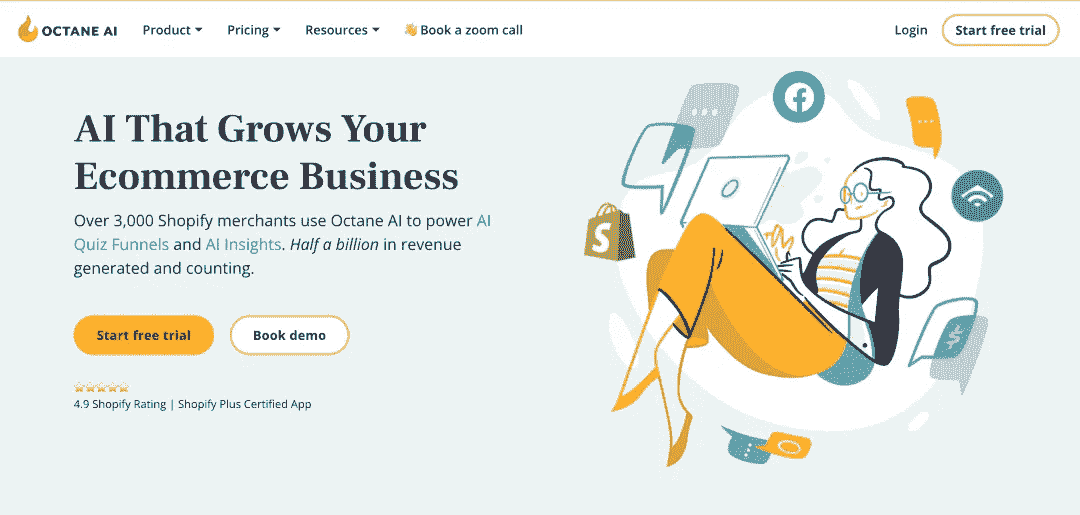 OCTANE AI
Product
Pricing
Resources
👋 Book a zoom call
Login
Start free trial
AI That Grows Your
Ecommerce Business
Over 3,000 Shopify merchants use Octane AI to power AI
Quiz Funnels and AI Insights. Half a billion in revenue
generated and counting.
Start free trial
Book demo
4.9 Shopify Rating | Shopify Plus Certified App